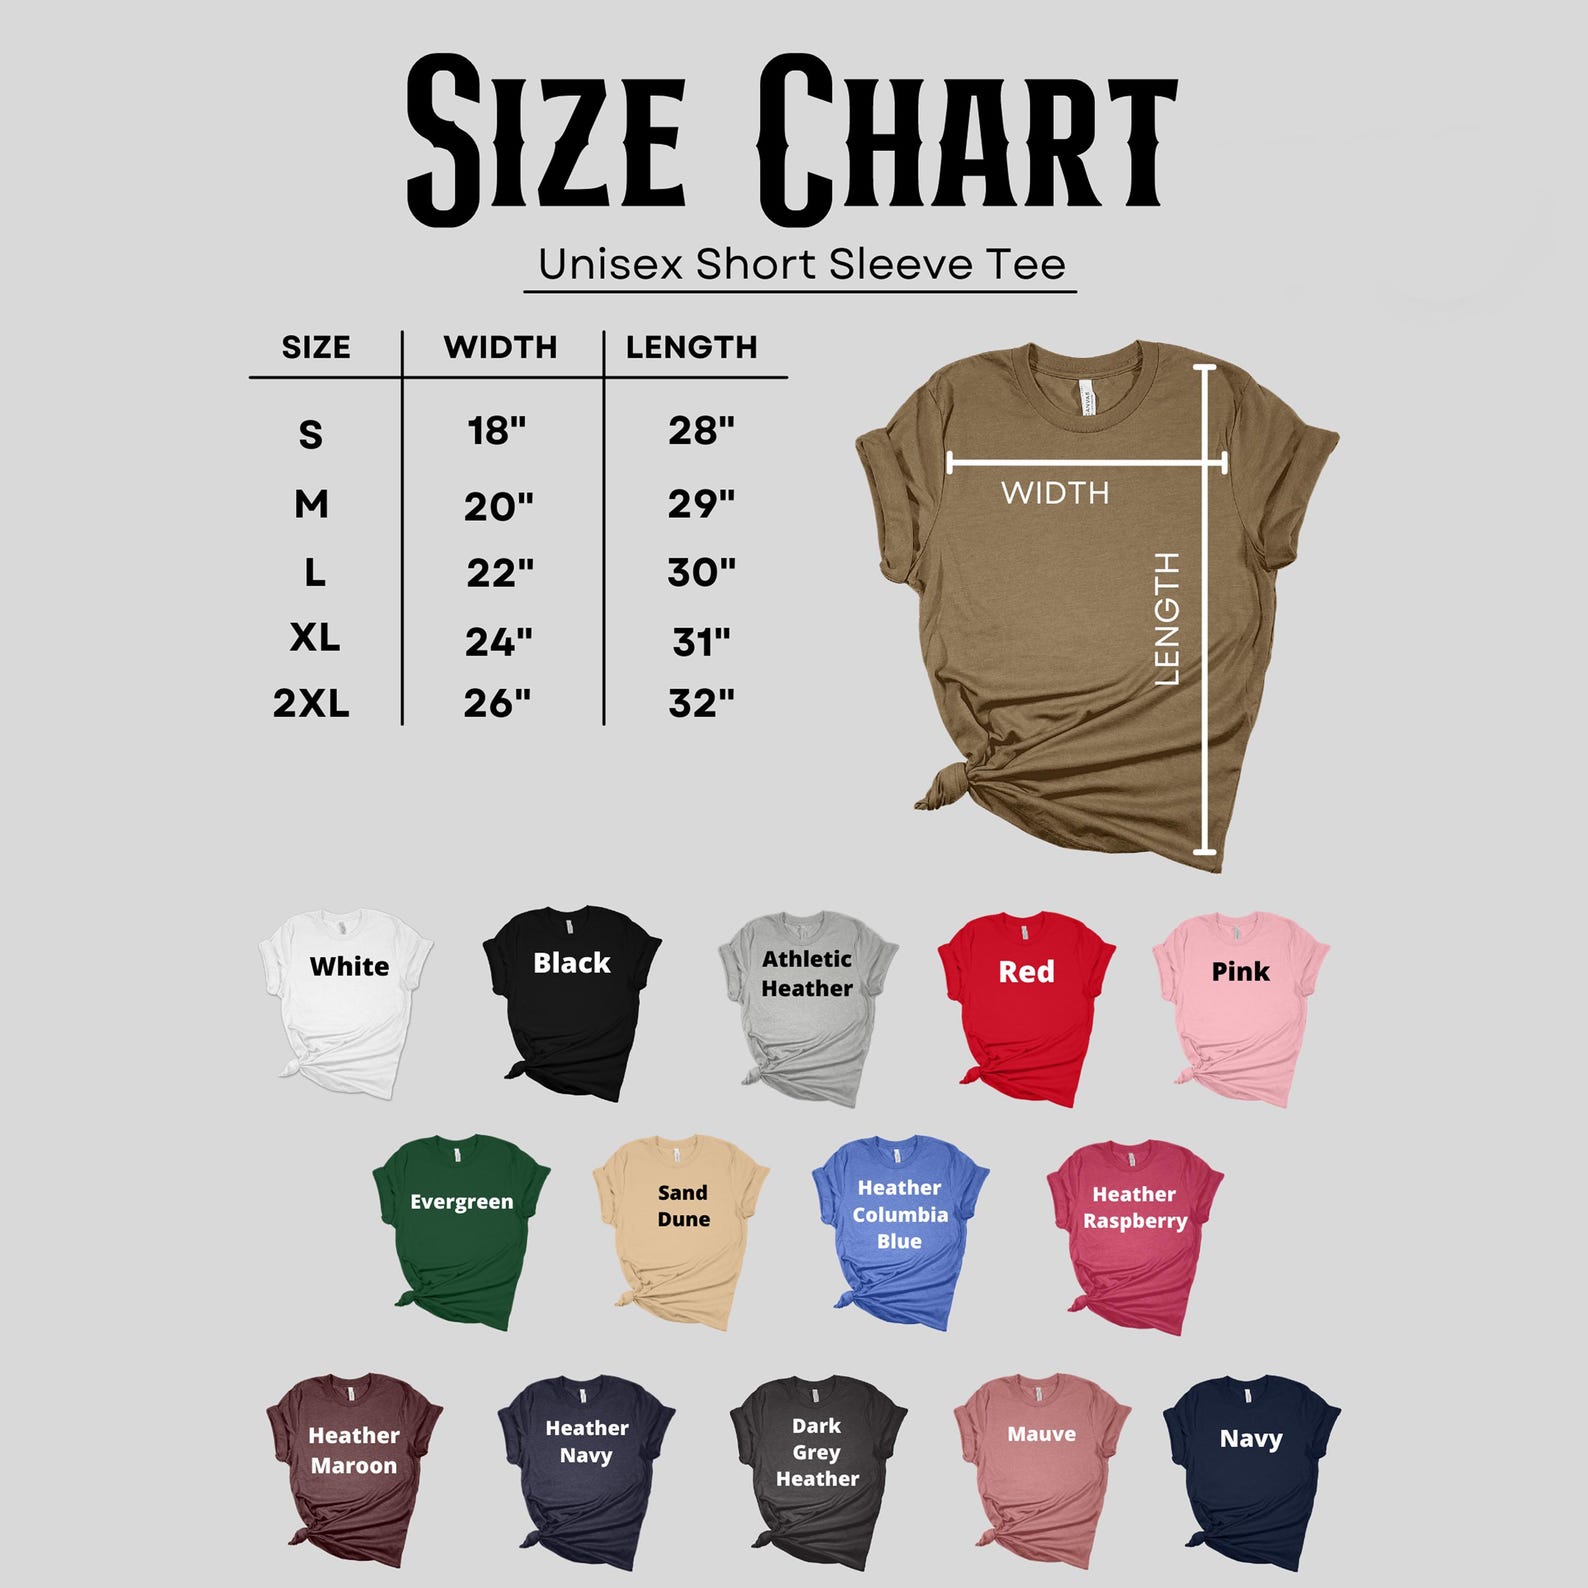 SIZE CHART
Unisex Short Sleeve Tee
SIZE WIDTH LENGTH
S 18" 28"
M 20" 29"
L 22" 30"
XL 24" 31"
2XL 26" 32"
CANVAS
WIDTH
LENGTH
White
Black
Athletic
Heather
Red
Pink
Evergreen
Sand
Dune
Heather
Columbia
Blue
Heather
Raspberry
Heather
Maroon
Heather
Navy
Dark
Grey
Heather
Mauve
Navy